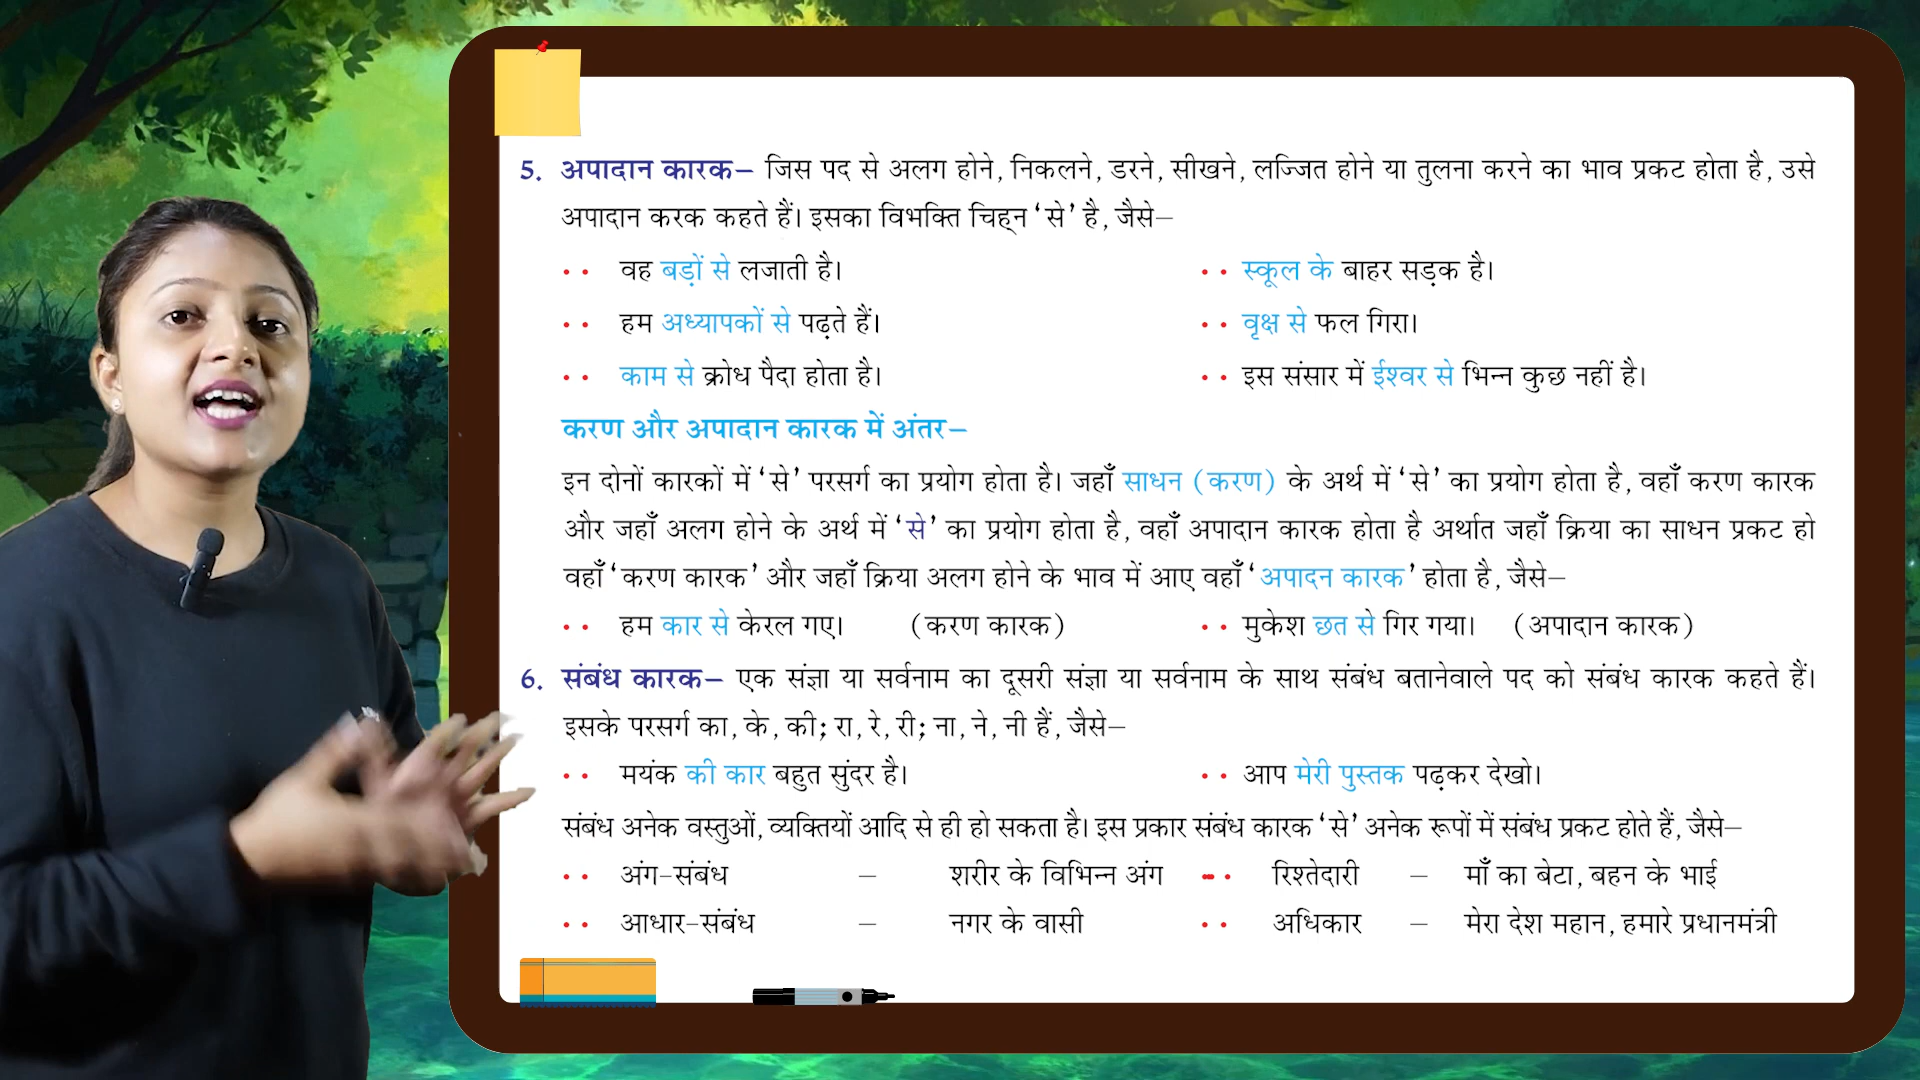 5. अपादान कारक– जिस पद से अलग होने, निकलने, डरने, सीखने, लज्जित होने या तुलना करने का भाव प्रकट होता है, उसे
अपादान करक कहते हैं। इसका विभक्ति चिह्न ‘से’ है, जैसे–
•• वह बड़ों से लजाती है। •• स्कूल के बाहर सड़क है।
•• हम अध्यापकों से पढ़ते हैं। •• वृक्ष से फल गिरा।
•• काम से क्रोध पैदा होता है। •• इस संसार में ईश्वर से भिन्न कुछ नहीं है।
करण और अपादान कारक में अंतर–
इन दोनों कारकों में ‘से’ परसर्ग का प्रयोग होता है। जहाँ साधन (करण) के अर्थ में ‘से’ का प्रयोग होता है, वहाँ करण कारक
और जहाँ अलग होने के अर्थ में ‘से’ का प्रयोग होता है, वहाँ अपादान कारक होता है अर्थात जहाँ क्रिया का साधन प्रकट हो
वहाँ ‘करण कारक’ और जहाँ क्रिया अलग होने के भाव में आए वहाँ ‘अपादन कारक’ होता है, जैसे–
•• हम कार से केरल गए। (करण कारक) •• मुकेश छत से गिर गया। (अपादान कारक)
6. संबंध कारक– एक संज्ञा या सर्वनाम का दूसरी संज्ञा या सर्वनाम के साथ संबंध बतानेवाले पद को संबंध कारक कहते हैं।
इसके परसर्ग का, के, की; रा, रे, री; ना, ने, नी हैं, जैसे–
•• मयंक की कार बहुत सुंदर है। •• आप मेरी पुस्तक पढ़कर देखो।
संबंध अनेक वस्तुओं, व्यक्तियों आदि से ही हो सकता है। इस प्रकार संबंध कारक ‘से’ अनेक रूपों में संबंध प्रकट होते हैं, जैसे–
•• अंग-संबंध – शरीर के विभिन्न अंग •• रिश्तेदारी – माँ का बेटा, बहन के भाई
•• आधार-संबंध – नगर के वासी •• अधिकार – मेरा देश महान, हमारे प्रधानमंत्री